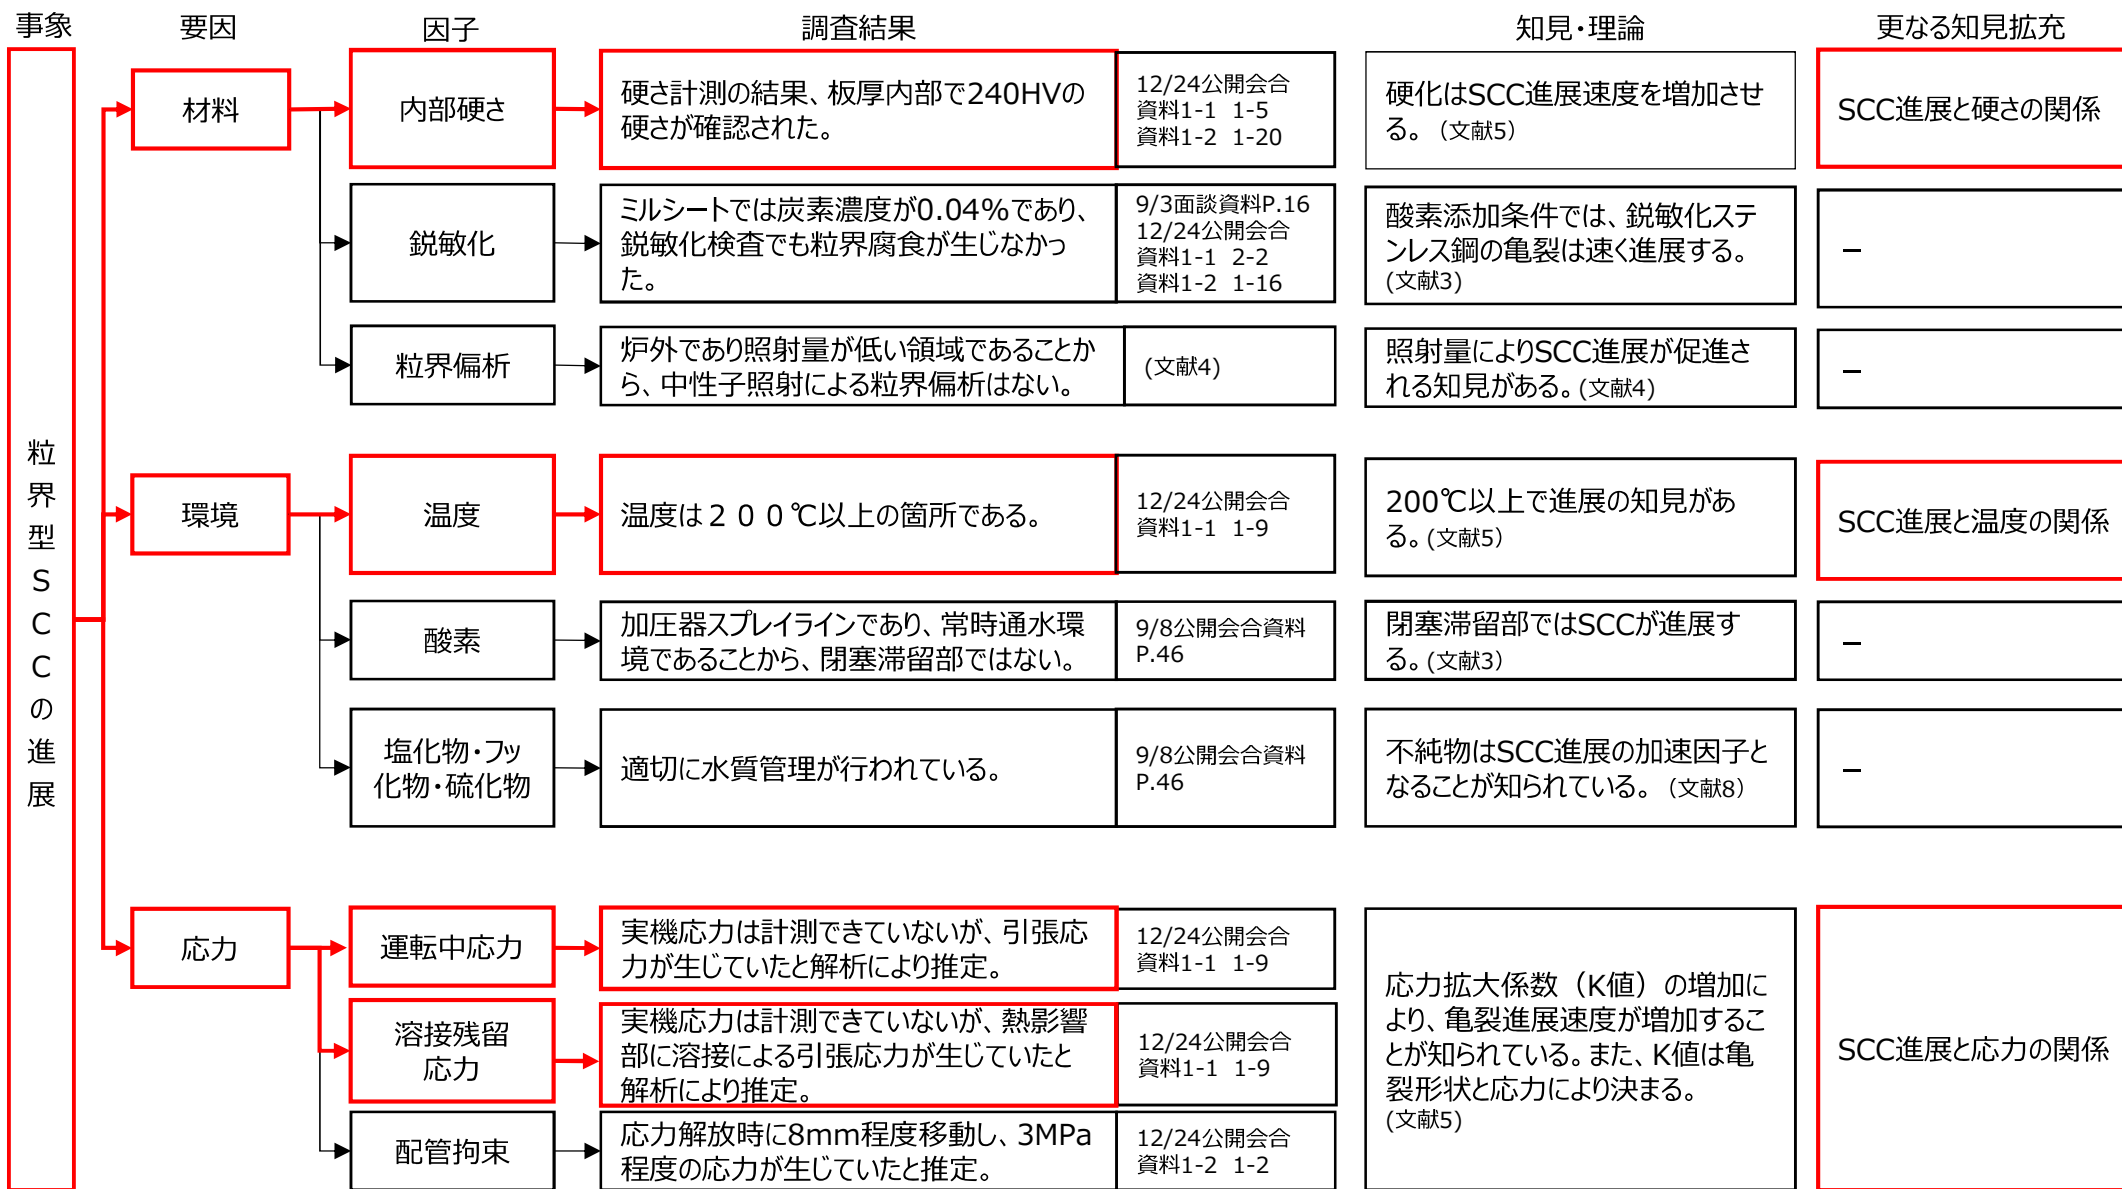 事象
要因
因子
調査結果
知見・理論
更なる知見拡充
粒界型SCCの進展
材料
内部硬さ
硬さ計測の結果、板厚内部で240HVの
硬さが確認された。
12/24公開会合
資料1-1 1-5
資料1-2 1-20
硬化はSCC進展速度を増加させ
る。（文献5）
SCC進展と硬さの関係
鋭敏化
ミルシートでは炭素濃度が0.04%であり、
鋭敏化検査でも粒界腐食が生じなかっ
た。
9/3面談資料P.16
12/24公開会合
資料1-1 2-2
資料1-2 1-16
酸素添加条件では、鋭敏化ステ
ンレス鋼の亀裂は速く進展する。
(文献3)
－
粒界偏析
炉外であり照射量が低い領域であることか
ら、中性子照射による粒界偏析はない。
(文献4)
照射量によりSCC進展が促進さ
れる知見がある。(文献4)
－
環境
温度
温度は２００℃以上の箇所である。
12/24公開会合
資料1-1 1-9
200℃以上で進展の知見があ
る。(文献5）
SCC進展と温度の関係
酸素
加圧器スプレイラインであり、常時通水環
境であることから、閉塞滞留部ではない。
9/8公開会合資料
P.46
閉塞滞留部ではSCCが進展す
る。(文献3）
－
塩化物・フッ
化物・硫化物
適切に水質管理が行われている。
9/8公開会合資料
P.46
不純物はSCC進展の加速因子と
なることが知られている。（文献8）
－
応力
運転中応力
実機応力は計測できていないが、引張応
力が生じていたと解析により推定。
12/24公開会合
資料1-1 1-9
溶接残留
応力
実機応力は計測できていないが、熱影響
部に溶接による引張応力が生じていたと
解析により推定。
12/24公開会合
資料1-1 1-9
配管拘束
応力解放時に8mm程度移動し、3MPa
程度の応力が生じていたと推定。
12/24公開会合
資料1-2 1-2
応力拡大係数（K値）の増加に
より、亀裂進展速度が増加するこ
とが知られている。また、K値は亀
裂形状と応力により決まる。
(文献5)
SCC進展と応力の関係